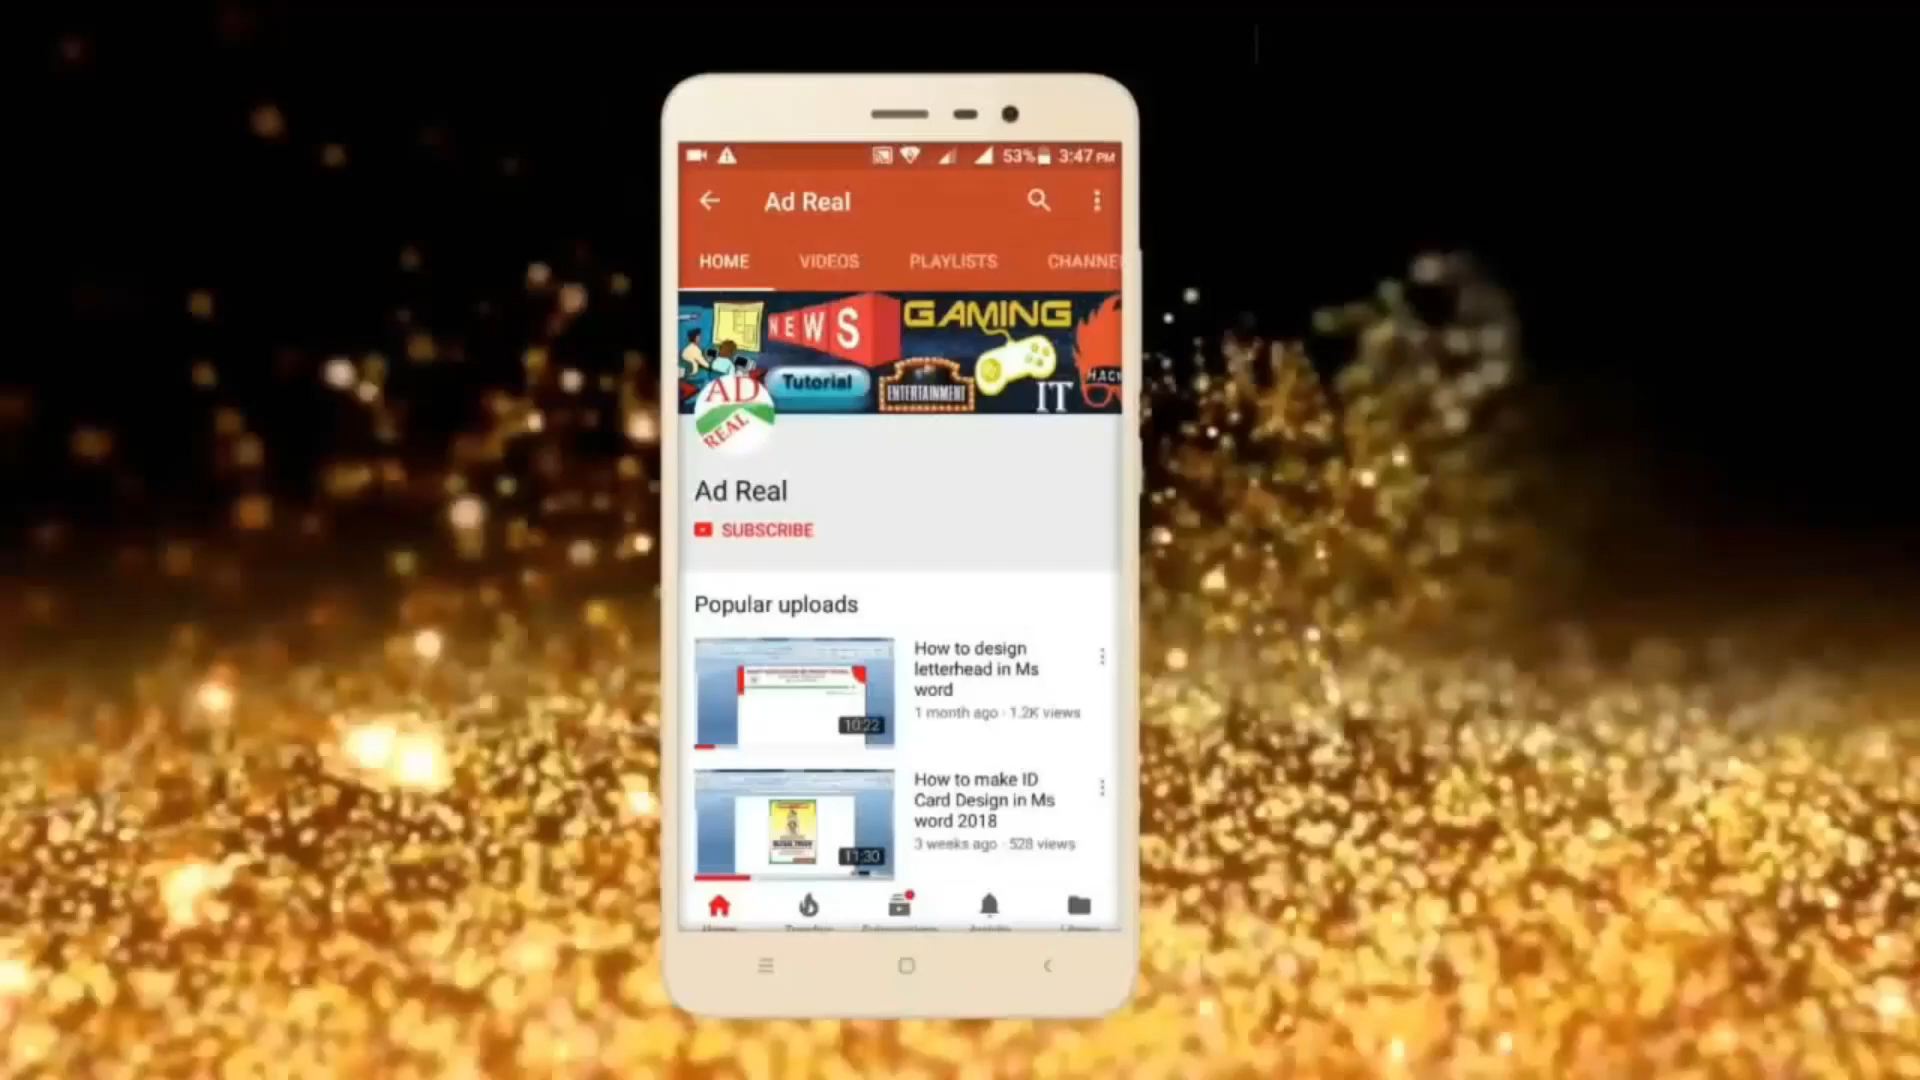 53% 3:47 PM
Ad Real
HOME VIDEOS PLAYLISTS CHANNE
NEWS
GAMING
Tutorial
ENTERTAINMENT
IT
HACK
AD
REAL
Ad Real
SUBSCRIBE
Popular uploads
How to design
letterhead in Ms
word
1 month ago · 1.2K views
10:22
How to make ID
Card Design in Ms
word 2018
3 weeks ago · 528 views
11:30